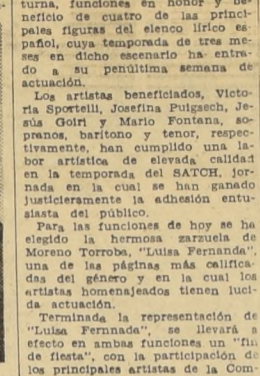 turna, funciones en honor y be-
neficio de cuatro de las princi-
pales figuras del elenco lírico es-
pañol, cuya temporada de tres me-
ses en dicho escenario ha entra-
do a su penúltima semana de
actuación.
Los artistas beneficiados, Victo-
ria Sportelli, Josefina Puigsech, Je-
sús Goiri y Mario Fontana, so-
pranos, barítono y tenor, respec-
tivamente, han cumplido una la-
bor artística de elevada calidad
en la temporada del SATCH, jor-
nada en la cual se han ganado
justicieramente la adhesión entu-
siasta del público.
Para las funciones de hoy se ha
elegido la hermosa zarzuela de
Moreno Torroba, "Luisa Fernanda",
una de las páginas más califica-
das del género y en la cual los
artistas homenajeados tienen luci-
da actuación.
Terminada la representación de
"Luisa Fernnada", se llevará a
efecto en ambas funciones un "fin
de fiesta", con la participación de
los principales artistas de la Com-